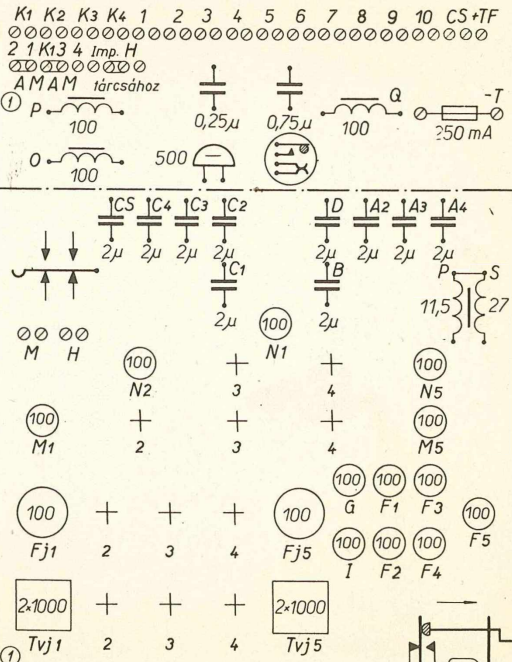 K1 K2 K3 K4 1 2 3 4 5 6 7 8 9 10 CS +TF
2 1 K1 3 4 Imp. H
A M A M tárcsához
1 P 100 0,25µ 0,75µ 100 Q -T
250 mA
O 100 500
CS C4 C3 C2 D A2 A3 A4
2µ 2µ 2µ 2µ 2µ 2µ 2µ 2µ
C1 B P S
2µ 2µ 11,5 27
M H 100 N1
100 N2 3 4 100 N5
100 M1 2 3 4 100 M5
100 G 100 F1 100 F3
100 Fj1 2 3 4 100 Fj5 100 F5
100 I 100 F2 100 F4
2×1000 2×1000
Tvj1 2 3 4 Tvj5
1